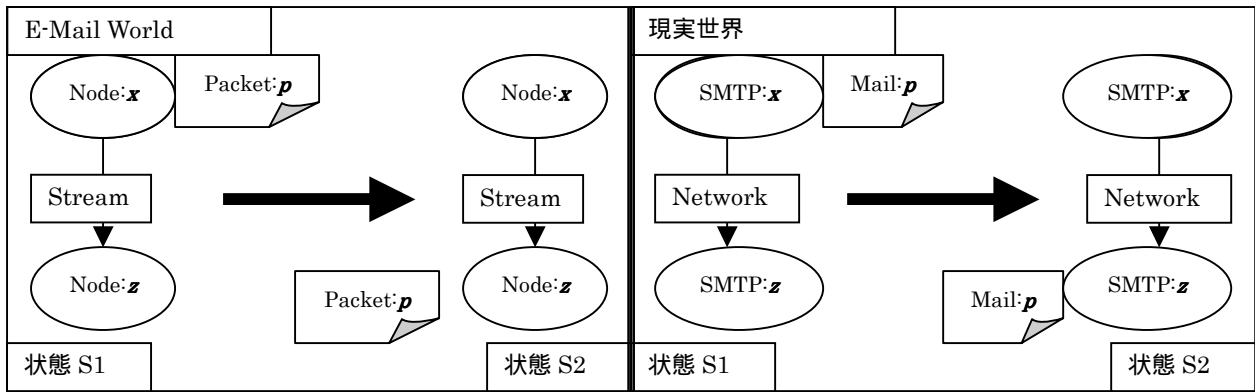 E-Mail World
Node:x
Packet:p
Stream
Node:z
状態 S1
Node:x
Stream
Packet:p
Node:z
状態 S2
現実世界
SMTP:x
Mail:p
Network
SMTP:z
状態 S1
SMTP:x
Network
Mail:p
SMTP:z
状態 S2